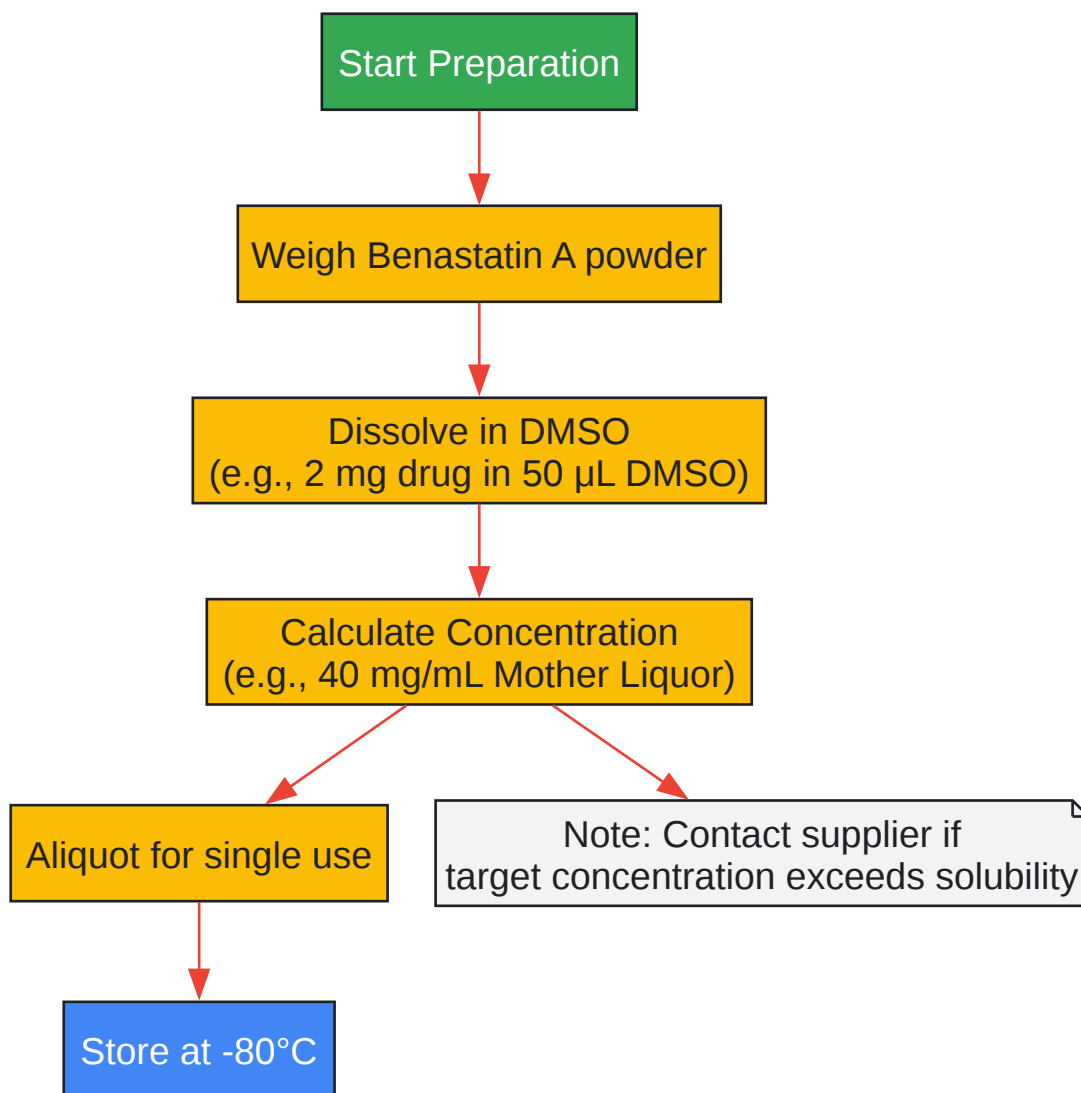 Start Preparation
Weigh Benastatin A powder
Dissolve in DMSO
(e.g., 2 mg drug in 50 μL DMSO)
Calculate Concentration
(e.g., 40 mg/mL Mother Liquor)
Aliquot for single use
Note: Contact supplier if
target concentration exceeds solubility
Store at -80°C